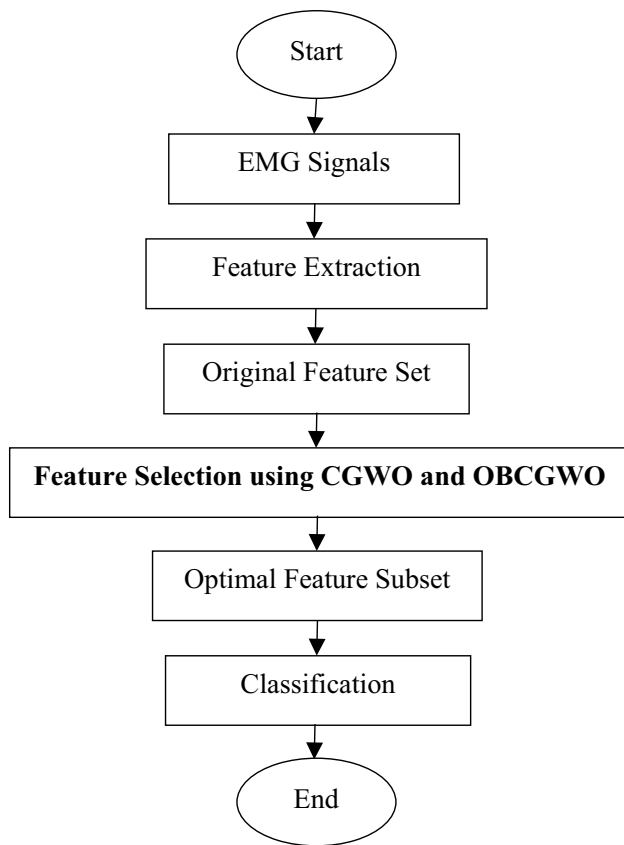 Start
EMG Signals
Feature Extraction
Original Feature Set
Feature Selection using CGWO and OBCGWO
Optimal Feature Subset
Classification
End